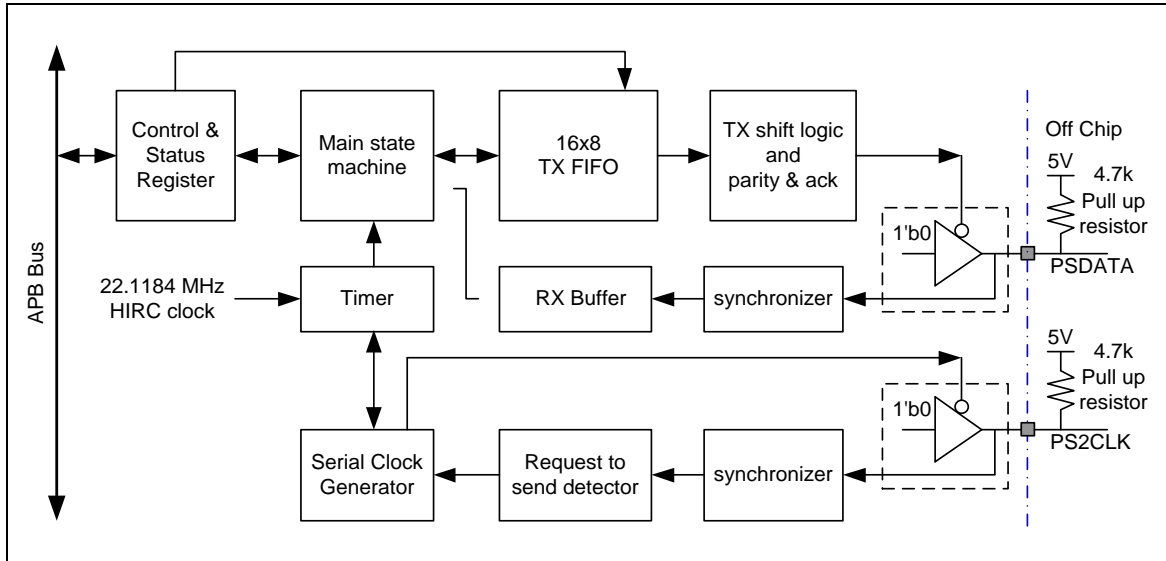 APB Bus
Control &
Status
Register
Main state
machine
16x8
TX FIFO
TX shift logic
and
parity & ack
Off Chip
5V
4.7k
Pull up
resistor
1'b0
PSDATA
22.1184 MHz
HIRC clock
Timer
RX Buffer
synchronizer
5V
4.7k
Pull up
resistor
1'b0
PS2CLK
Serial Clock
Generator
Request to
send detector
synchronizer